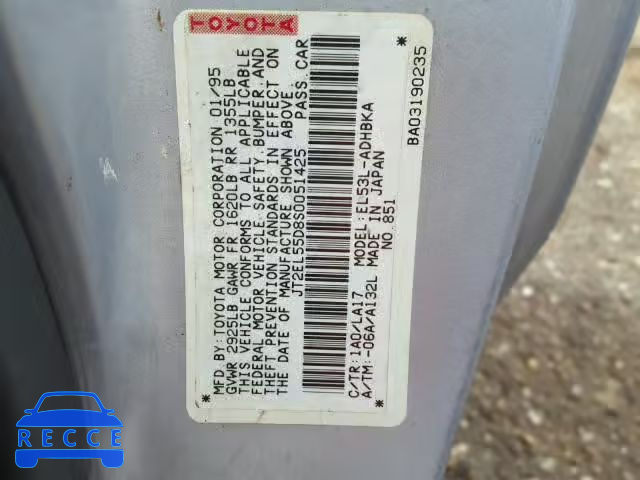 TOYOTA
MFD. BY: TOYOTA MOTOR CORPORATION 01/95
GVWR 2925LB GAWR FR 1620LB RR 1355LB
THIS VEHICLE CONFORMS TO ALL APPLICABLE
FEDERAL MOTOR VEHICLE SAFETY, BUMPER, AND
THEFT PREVENTION STANDARDS IN EFFECT ON
THE DATE OF MANUFACTURE SHOWN ABOVE.
JT2EL55D8S0051425 PASS. CAR
C/TR: 1A0/LA17 MODEL: EL53L-ADHBKA
A/TM: -06A/A132L MADE IN JAPAN
NO. 851
* BA03190235 *
RECCE